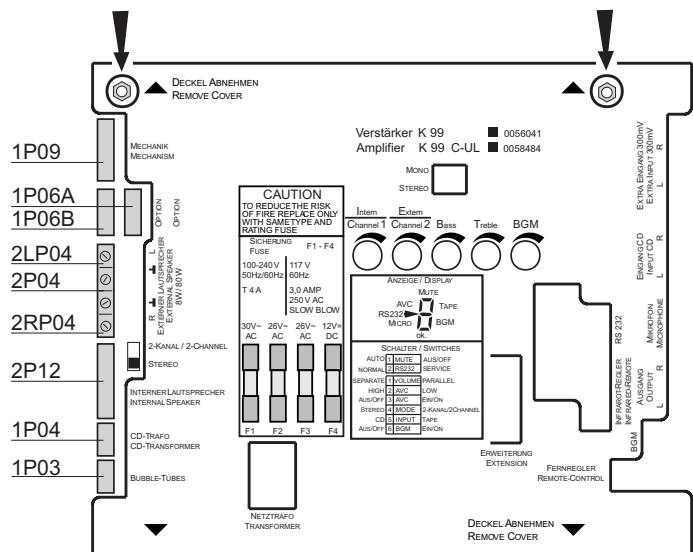 DECKEL ABNEHMEN
REMOVE COVER
Verstärker K 99 0056041
Amplifier K 99 C-UL 0058484
MONO
STEREO
1P09
MECHANIK
MECHANISM
1P06A
1P06B
OPTION
OPTION
2LP04
2P04
2RP04
L
R
EXTERNER LAUTSPRECHER
EXTERNAL SPEAKER
8W/80W
2-KANAL / 2-CHANNEL
STEREO
2P12
INTERNER LAUTSPRECHER
INTERNAL SPEAKER
1P04
CD-TRAFO
CD-TRANSFORMER
1P03
BUBBLE-TUBES
CAUTION
TO REDUCE THE RISK
OF FIRE REPLACE ONLY
WITH SAME TYPE AND
RATING FUSE
SICHERUNG F1 - F4
FUSE
100-240 V 117 V
50Hz/60Hz 60Hz
T 4 A 3,0 AMP
250 V AC
SLOW BLOW
30V~ 26V~ 26V~ 12V=
AC AC AC DC
F1 F2 F3 F4
NETZTRAFO
TRANSFORMER
Intern Extern
Channel 1 Channel 2 Bass Treble BGM
ANZEIGE / DISPLAY
MUTE
AVC TAPE
RS232
MICRO BGM
ok.
SCHALTER / SWITCHES
AUTO 1 MUTE AUS/OFF
NORMAL 2 RS232 SERVICE
SEPARATE 1 VOLUME PARALLEL
HIGH 2 AVC LOW
AUS/OFF 3 AVC EIN/ON
STEREO 4 MODE 2-KANAL/2CHANNEL
CD 5 INPUT TAPE
AUS/OFF 6 BGM EIN/ON
ERWEITERUNG
EXTENSION
EXTRA EINGANG 300mV
EXTRA INPUT 300mV
R
L
EINGANG CD
INPUT CD
R
L
RS 232
MIKROFON
MICROPHONE
INFRAROT-REGLER
INFRARED-REMOTE
AUSGANG
OUTPUT
R
L
BGM
FERNREGLER
REMOTE-CONTROL
DECKEL ABNEHMEN
REMOVE COVER